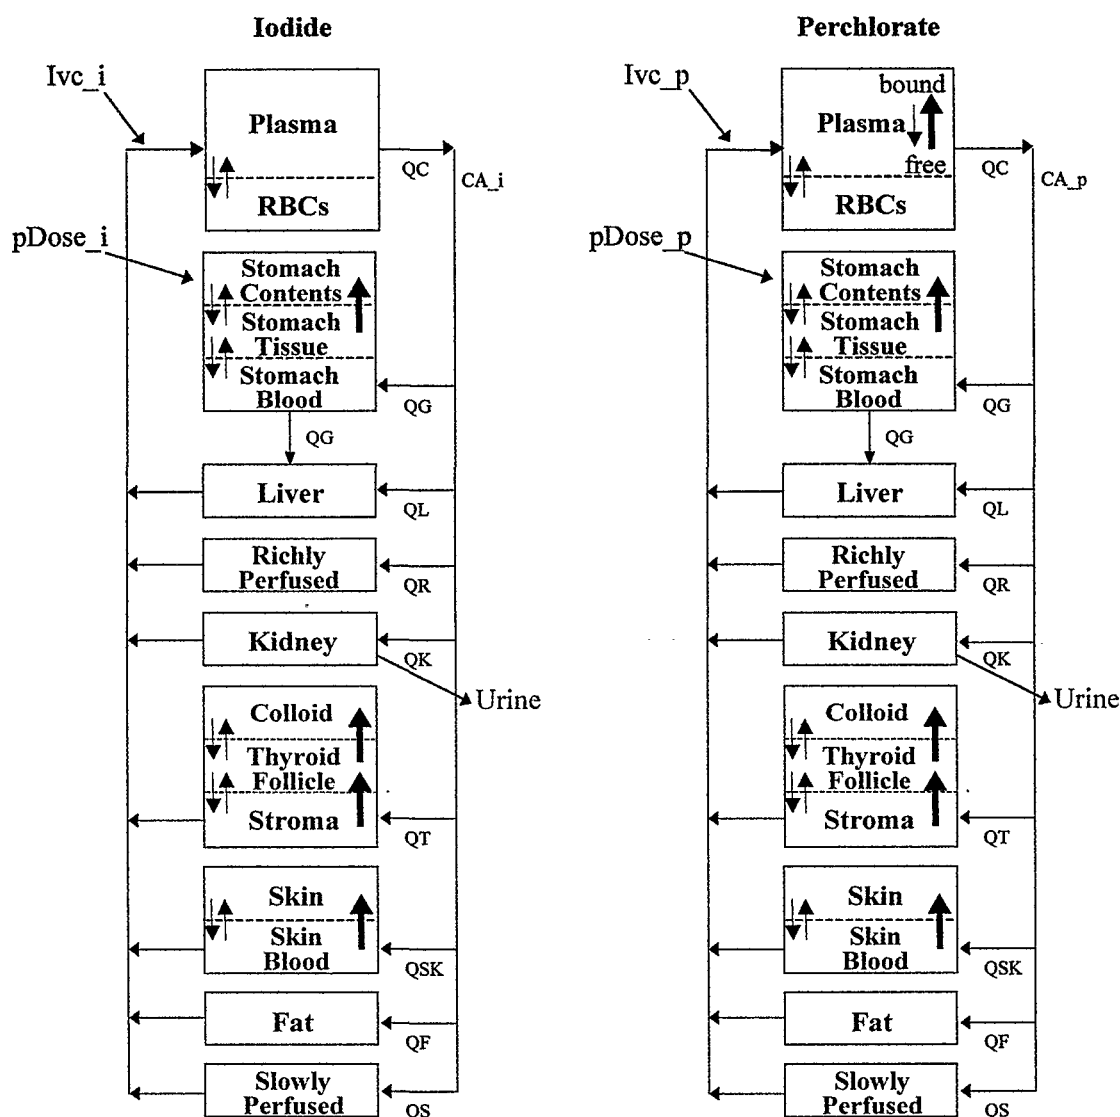 Iodide
Ivc_i
Plasma
QC
CA_i
RBCs
pDose_i
Stomach
Contents
Stomach
Tissue
Stomach
Blood
QG
QG
Liver
QL
Richly
Perfused
QR
Kidney
QK
Urine
Colloid
Thyroid
Follicle
Stroma
QT
Skin
Skin
Blood
QSK
Fat
QF
Slowly
Perfused
QS
Perchlorate
Ivc_p
bound
Plasma
free
QC
CA_p
RBCs
pDose_p
Stomach
Contents
Stomach
Tissue
Stomach
Blood
QG
QG
Liver
QL
Richly
Perfused
QR
Kidney
QK
Urine
Colloid
Thyroid
Follicle
Stroma
QT
Skin
Skin
Blood
QSK
Fat
QF
Slowly
Perfused
QS